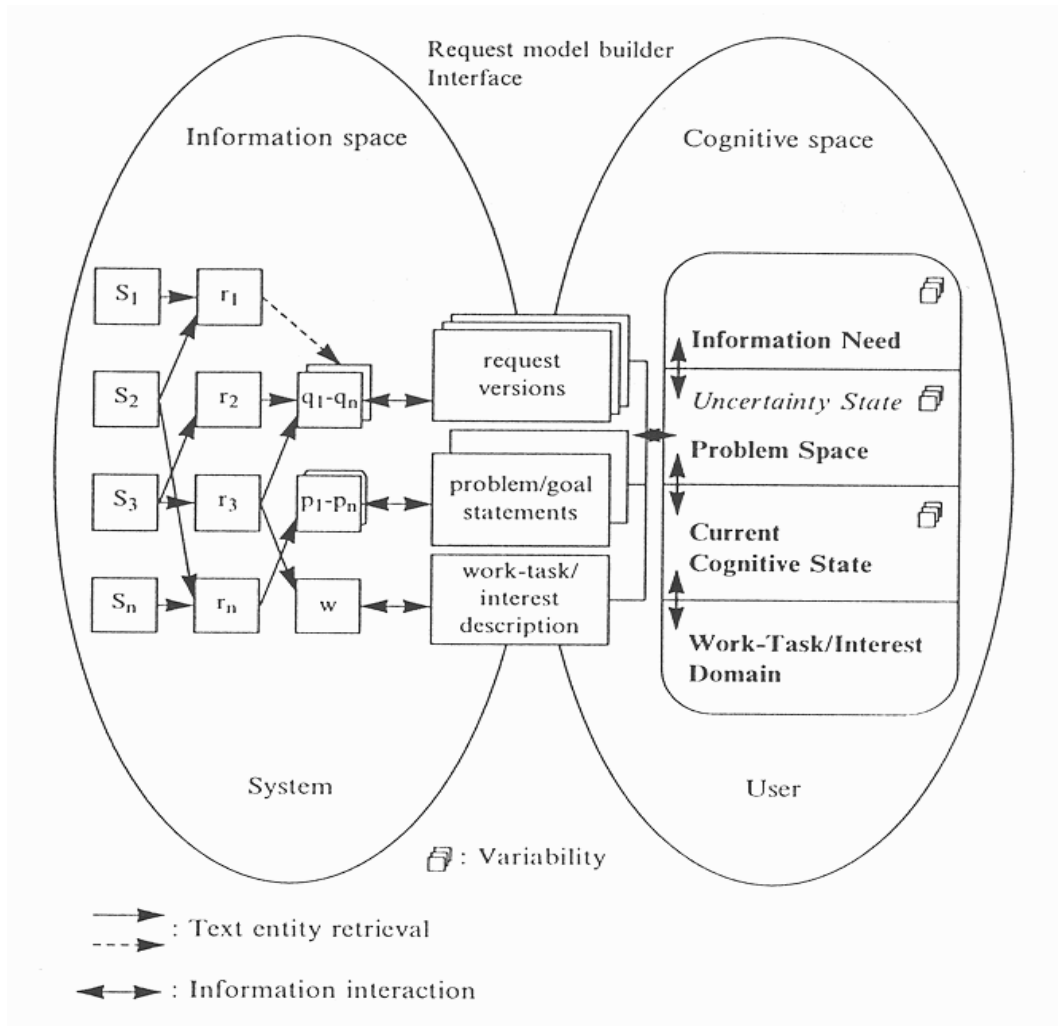 Request model builder
Interface
Information space
Cognitive space
S1
r1
S2
r2
q1-qn
S3
r3
p1-pn
Sn
rn
w
request
versions
problem/goal
statements
work-task/
interest
description
Information Need
Uncertainty State
Problem Space
Current
Cognitive State
Work-Task/Interest
Domain
System
User
: Variability
: Text entity retrieval
: Information interaction